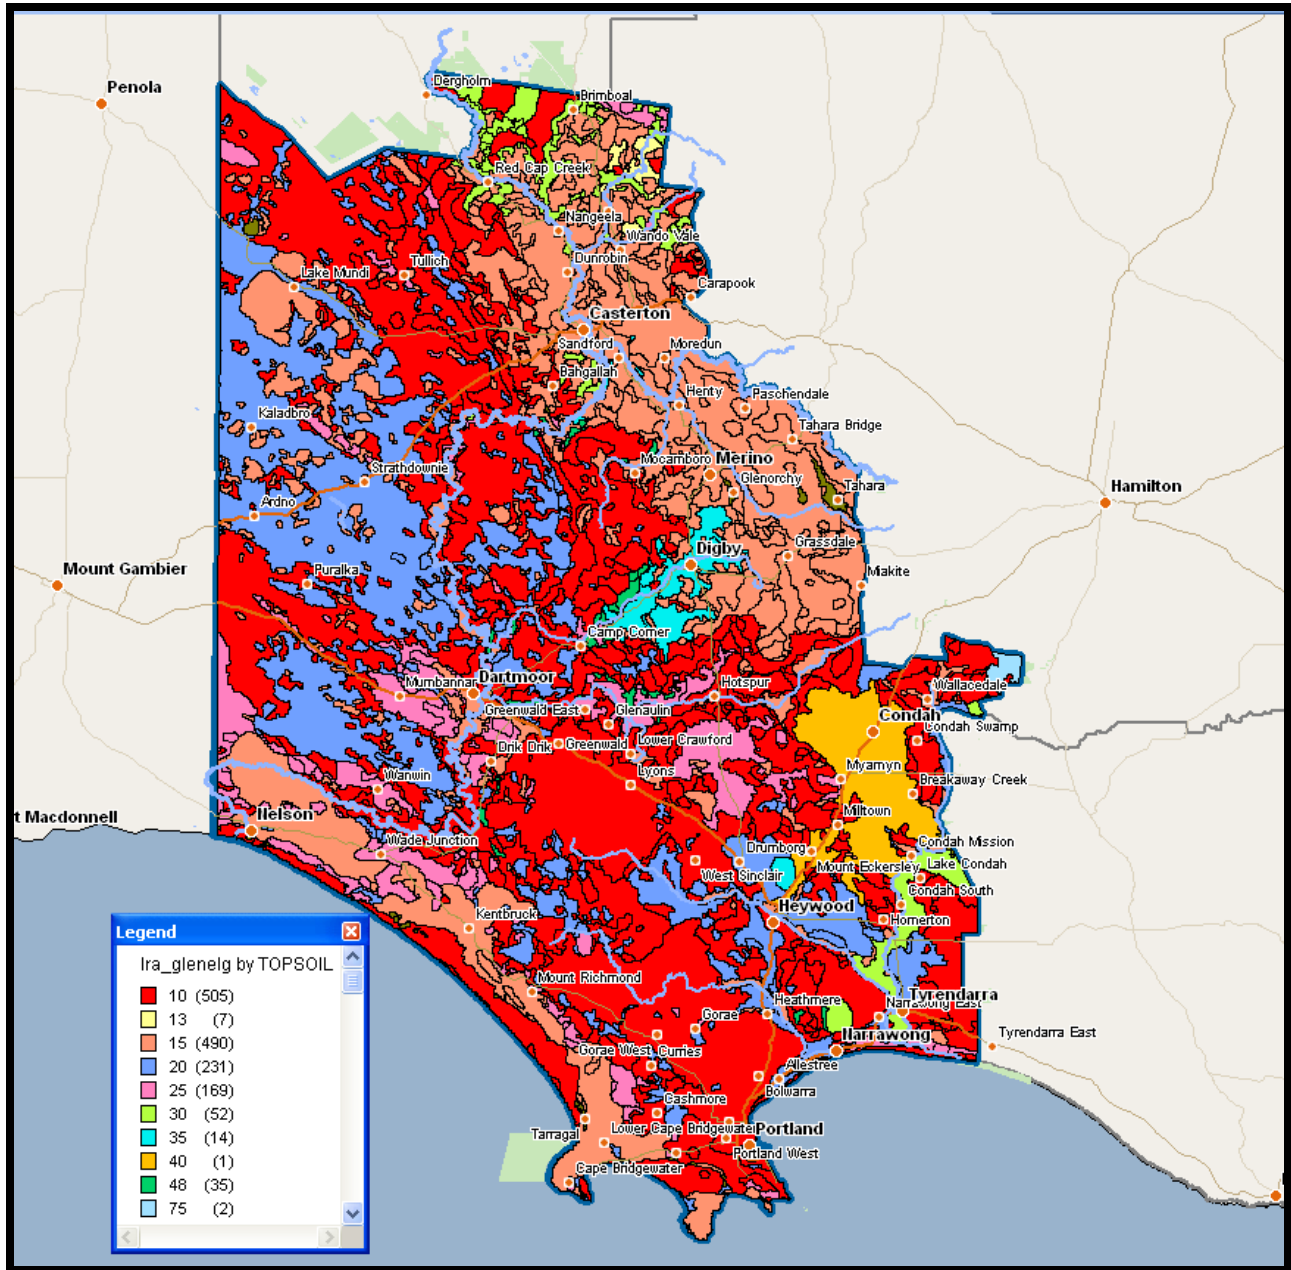 Dergholm
Penola
Brimboal
Red Cap Creek
Nangeela
Wando Vale
Dunrobin
Tullich
Lake Mundi
Carapook
Casterton
Sandford
Moredun
Bahgallah
Henty
Paschendale
Kaladbro
Tahara Bridge
Mocamboro
Merino
Strathdownie
Glenorchy
Tahara
Hamilton
Ardno
Digby
Grassdale
Mount Gambier
Puralka
Miakite
Camp Corner
Mumbannar
Dartmoor
Hotspur
Wallacedale
Greenwald East
Glenaulin
Condah
Condah Swamp
Drik Drik
Greenwald
Lower Crawford
Lyons
Myamyn
Wanwin
Breakaway Creek
t Macdonnell
Nelson
Milltown
Wade Junction
Drumborg
Condah Mission
Mount Eckersley
Lake Condah
West Sinclair
Condah South
Heywood
Homerton
Kentbruck
Mount Richmond
Tyrendarra
Narrawong East
Gorae
Heathmere
Narrawong
Tyrendarra East
Gorae West
Curries
Allestree
Bolwarra
Cashmore
Tarragal
Lower Cape Bridgewater
Portland
Portland West
Cape Bridgewater
Legend
lra_glenelg by TOPSOIL
10 (505)
13 (7)
15 (490)
20 (231)
25 (169)
30 (52)
35 (14)
40 (1)
48 (35)
75 (2)